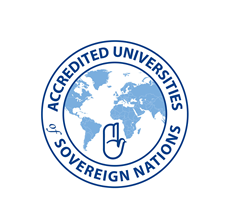 ACCREDITED UNIVERSITIES
of SOVEREIGN NATIONS